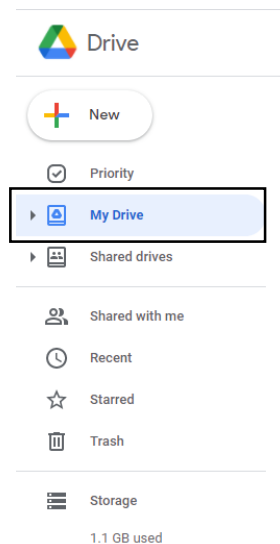 Drive
New
Priority
My Drive
Shared drives
Shared with me
Recent
Starred
Trash
Storage
1.1 GB used